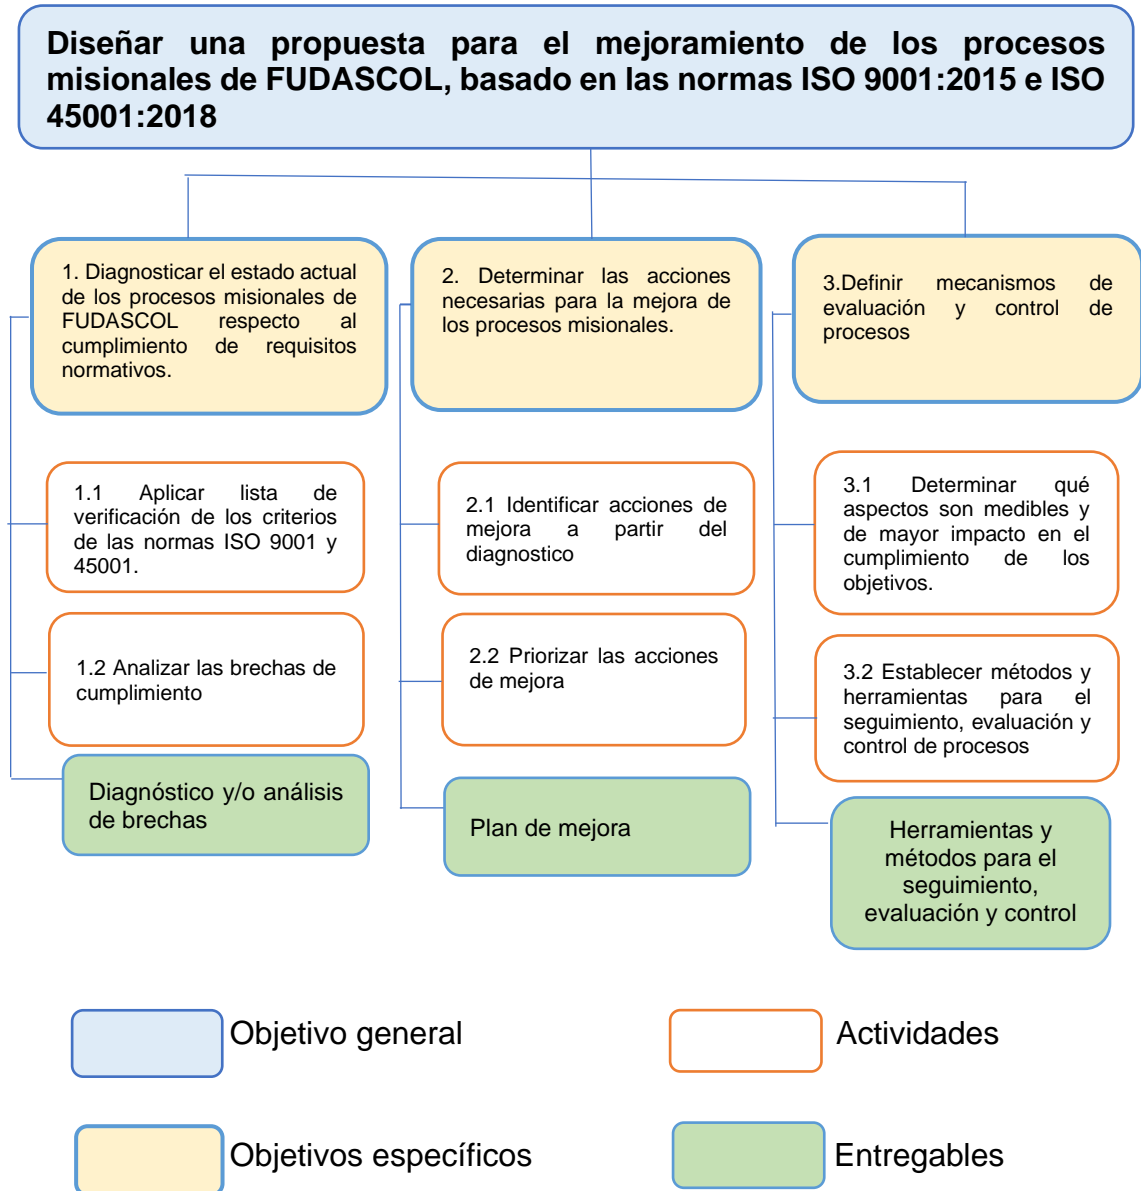 Diseñar una propuesta para el mejoramiento de los procesos
misionales de FUDASCOL, basado en las normas ISO 9001:2015 e ISO
45001:2018
1. Diagnosticar el estado actual
de los procesos misionales de
FUDASCOL respecto al
cumplimiento de requisitos
normativos.
2. Determinar las acciones
necesarias para la mejora de
los procesos misionales.
3.Definir mecanismos de
evaluación y control de
procesos
1.1 Aplicar lista de
verificación de los criterios
de las normas ISO 9001 y
45001.
2.1 Identificar acciones de
mejora a partir del
diagnostico
3.1 Determinar qué
aspectos son medibles y
de mayor impacto en el
cumplimiento de los
objetivos.
1.2 Analizar las brechas de
cumplimiento
2.2 Priorizar las acciones
de mejora
3.2 Establecer métodos y
herramientas para el
seguimiento, evaluación y
control de procesos
Diagnóstico y/o análisis
de brechas
Plan de mejora
Herramientas y
métodos para el
seguimiento,
evaluación y control
Objetivo general
Actividades
Objetivos específicos
Entregables